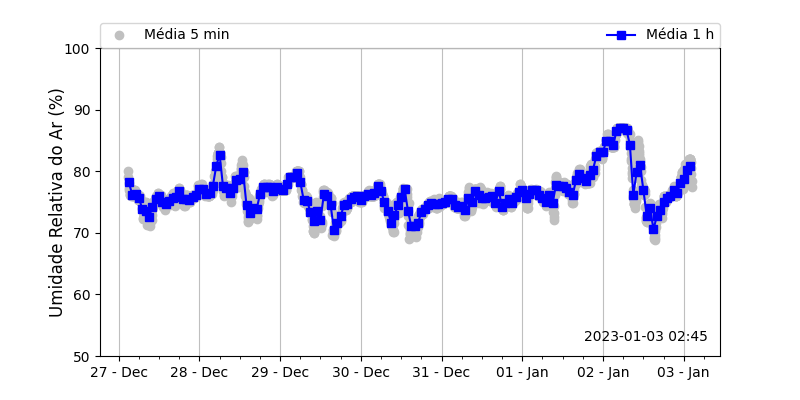 Média 5 min
Média 1 h
Umidade Relativa do Ar (%)
100
90
80
70
60
50
2023-01-03 02:45
27 - Dec
28 - Dec
29 - Dec
30 - Dec
31 - Dec
01 - Jan
02 - Jan
03 - Jan